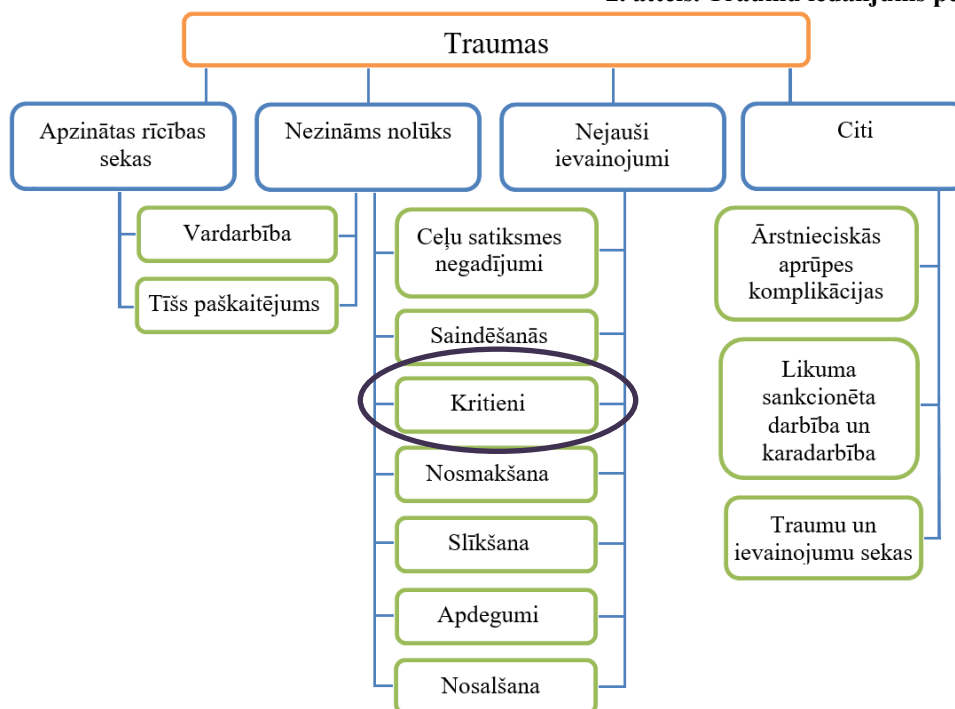 Traumas
Apzinātas rīcības
sekas
Nezināms nolūks
Nejauši
ievainojumi
Citi
Vardarbība
Tīšs paškaitējums
Ceļu satiksmes
negadījumi
Saindēšanās
Kritieni
Nosmakšana
Slīkšana
Apdegumi
Nosalšana
Ārstnieciskās
aprūpes
komplikācijas
Likuma
sankcionēta
darbība un
karadarbība
Traumu un
ievainojumu sekas